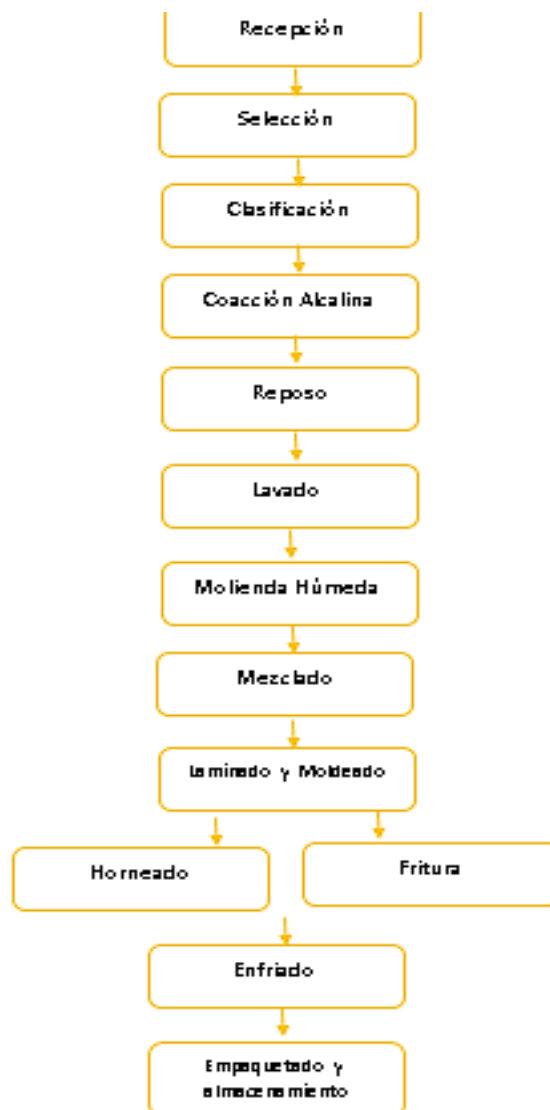 Recepción
Selección
Clasificación
Coacción Alcalina
Reposo
Lavado
Molienda Húmeda
Mezclado
Laminado y Moldeado
Horneado
Fritura
Enfriado
Empaquetado y
almacenamiento